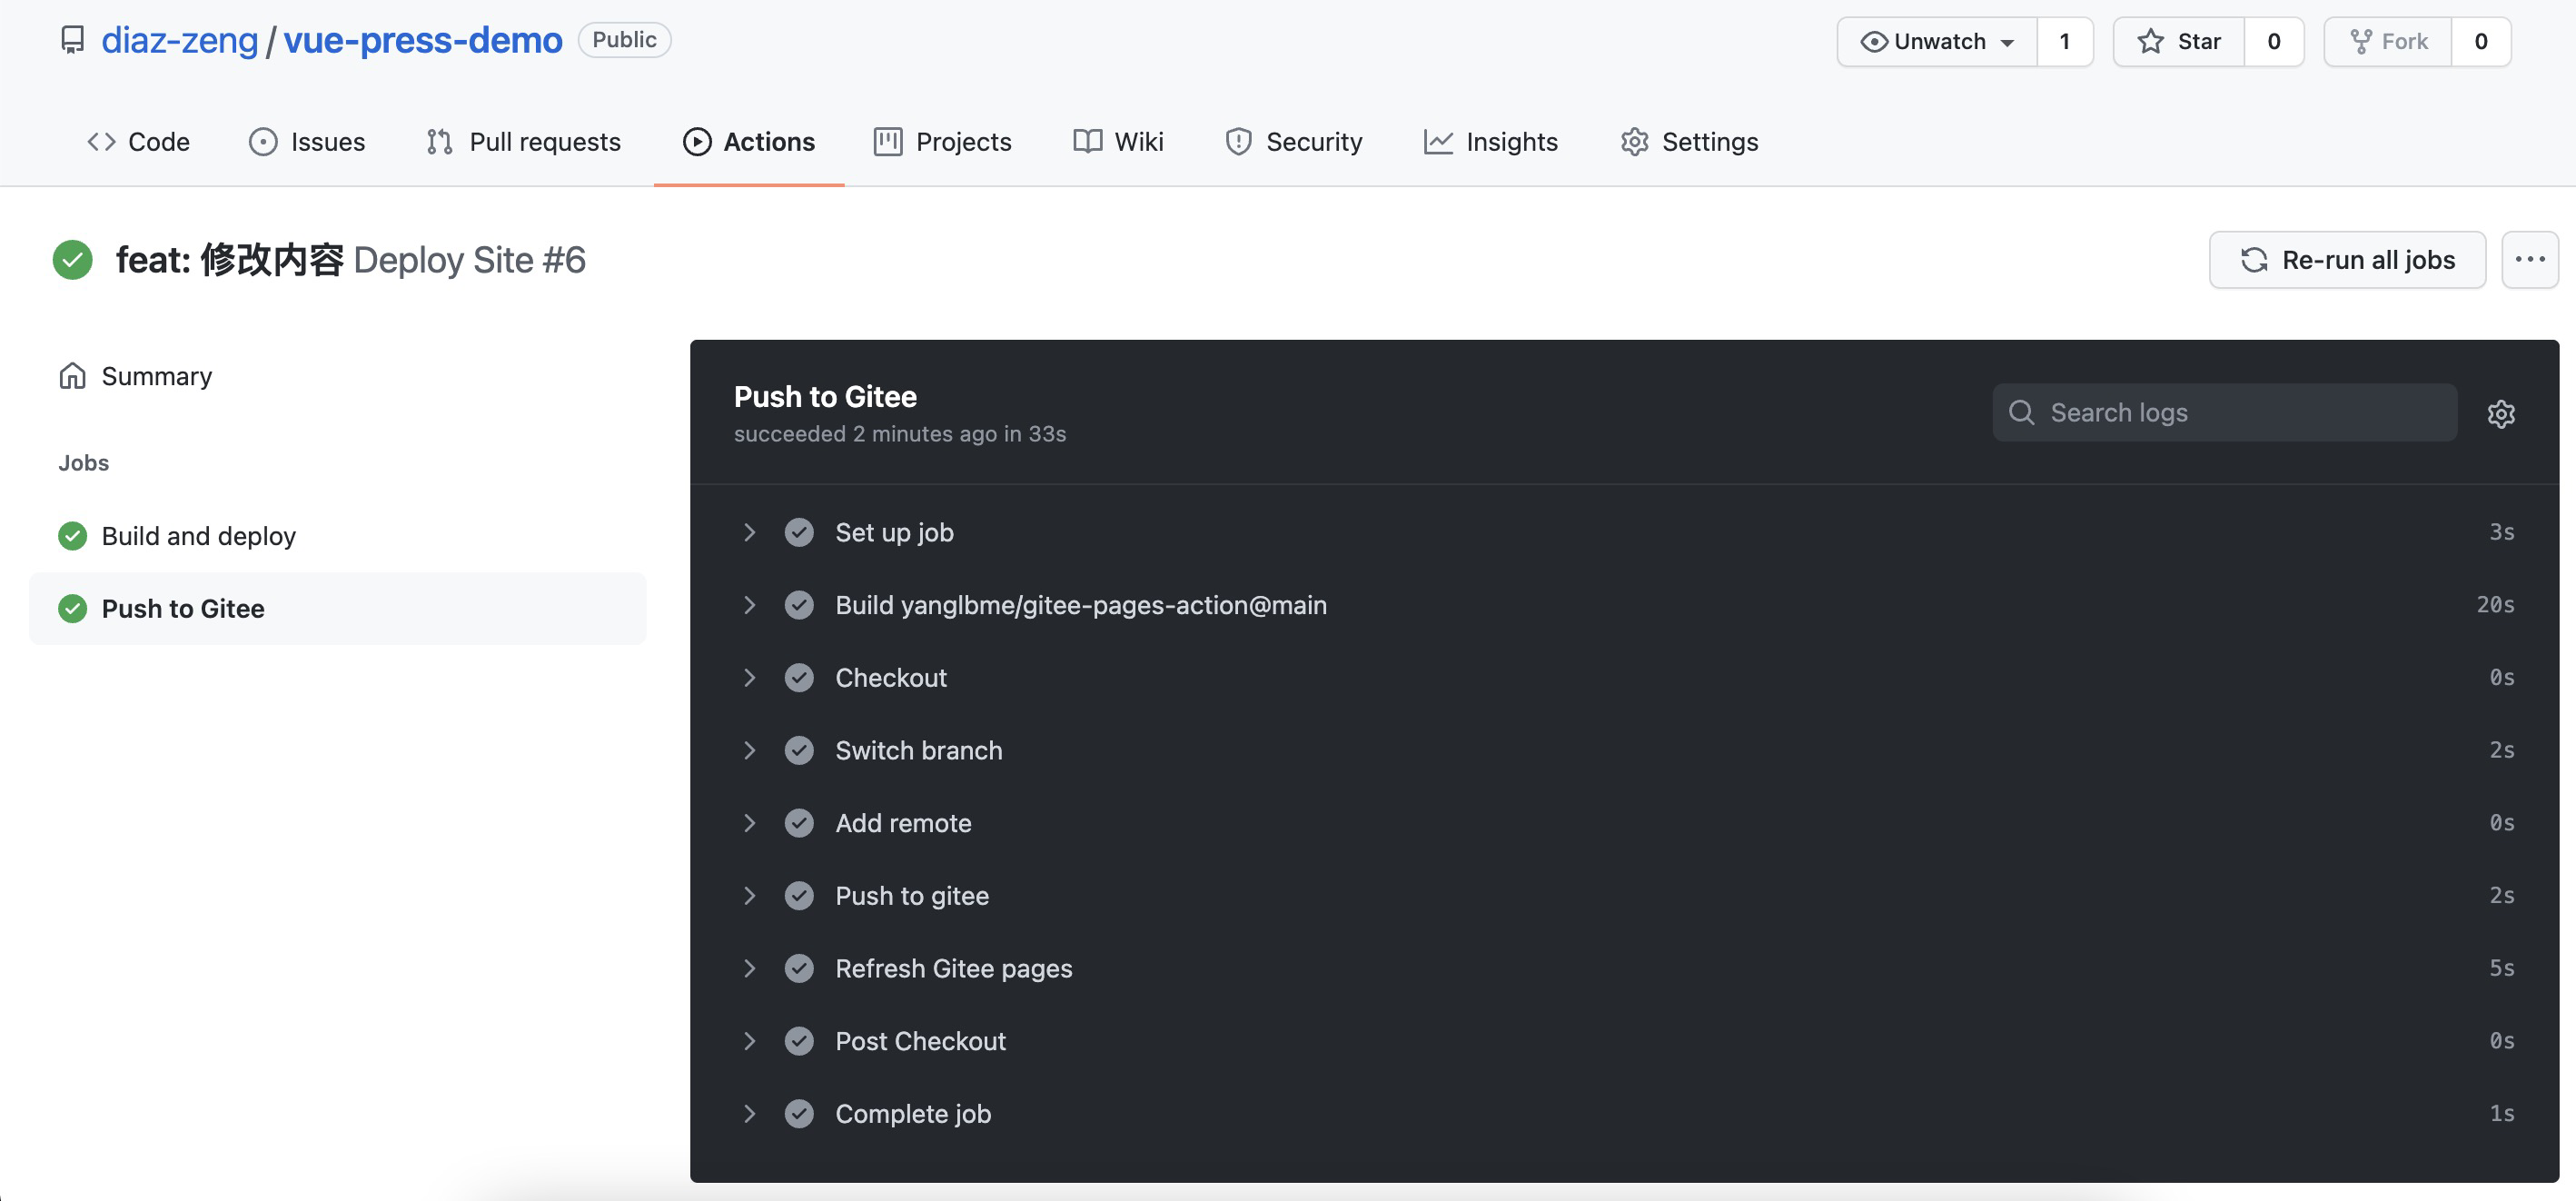 diaz-zeng / vue-press-demo Public Unwatch 1 Star 0 Fork 0
Code Issues Pull requests Actions Projects Wiki Security Insights Settings
feat: 修改内容 Deploy Site #6 Re-run all jobs
Summary
Jobs
Build and deploy
Push to Gitee
Push to Gitee
succeeded 2 minutes ago in 33s
Search logs
Set up job 3s
Build yanglbme/gitee-pages-action@main 20s
Checkout 0s
Switch branch 2s
Add remote 0s
Push to gitee 2s
Refresh Gitee pages 5s
Post Checkout 0s
Complete job 1s